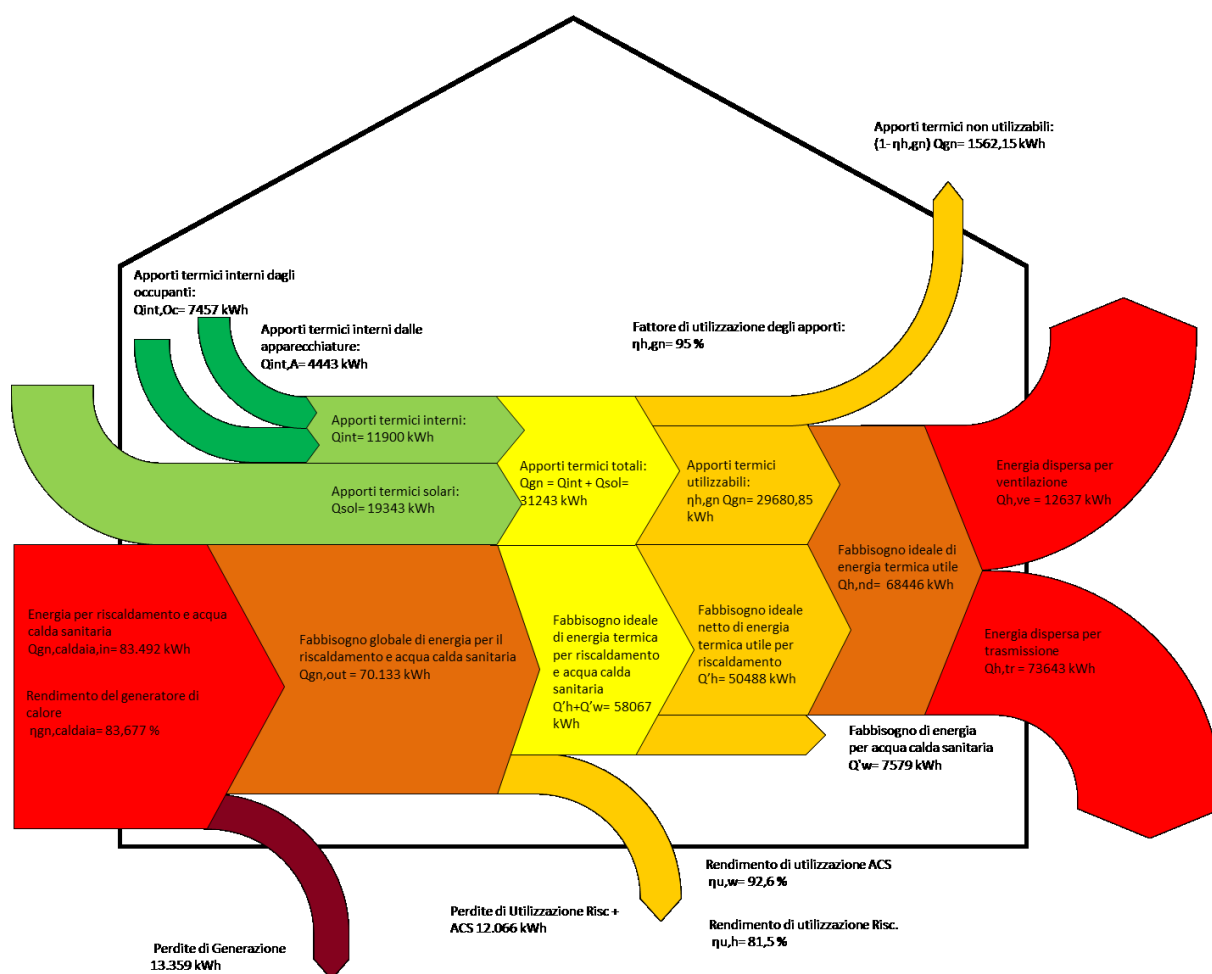 Apporti termici non utilizzabili:
(1- ηh,gn) Qgn= 1562,15 kWh
Apporti termici interni dagli
occupanti:
Qint,Oc= 7457 kWh
Apporti termici interni dalle
apparecchiature:
Qint,A= 4443 kWh
Fattore di utilizzazione degli apporti:
ηh,gn= 95 %
Apporti termici interni:
Qint= 11900 kWh
Apporti termici solari:
Qsol= 19343 kWh
Apporti termici totali:
Qgn = Qint + Qsol=
31243 kWh
Apporti termici
utilizzabili:
ηh,gn Qgn= 29680,85
kWh
Energia dispersa per
ventilazione
Qh,ve = 12637 kWh
Energia per riscaldamento e acqua
calda sanitaria
Qgn,caldaia,in= 83.492 kWh
Rendimento del generatore di
calore
ηgn,caldaia= 83,677 %
Fabbisogno globale di energia per il
riscaldamento e acqua calda sanitaria
Qgn,out = 70.133 kWh
Fabbisogno ideale
di energia termica
per riscaldamento
e acqua calda
sanitaria
Q'h+Q'w= 58067
kWh
Fabbisogno ideale
netto di energia
termica utile per
riscaldamento
Q'h= 50488 kWh
Fabbisogno ideale di
energia termica utile
Qh,nd= 68446 kWh
Energia dispersa per
trasmissione
Qh,tr = 73643 kWh
Fabbisogno di energia
per acqua calda sanitaria
Q'w= 7579 kWh
Perdite di Generazione
13.359 kWh
Perdite di Utilizzazione Risc +
ACS 12.066 kWh
Rendimento di utilizzazione ACS
ηu,w= 92,6 %
Rendimento di utilizzazione Risc.
ηu,h= 81,5 %